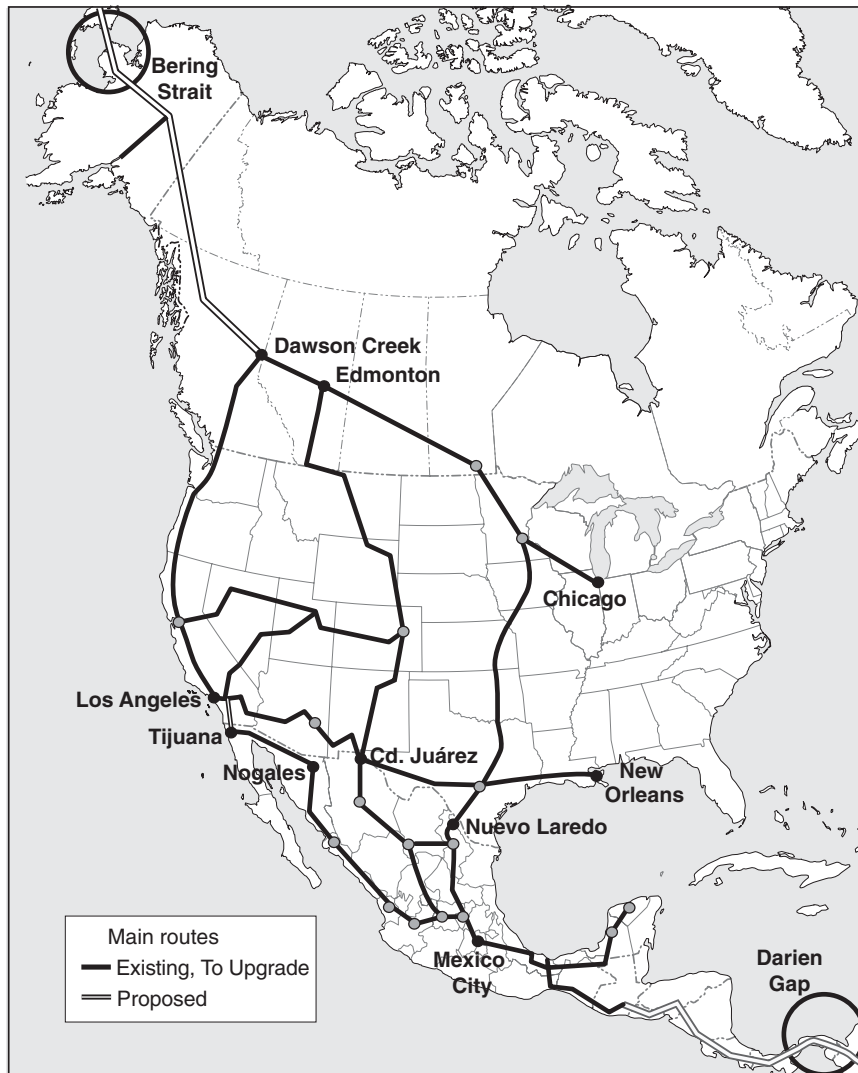 Bering
Strait
Dawson Creek
Edmonton
Chicago
Los Angeles
Tijuana
Cd. Juárez
Nogales
New
Orleans
Nuevo Laredo
Mexico
City
Darien
Gap
Main routes
Existing, To Upgrade
Proposed